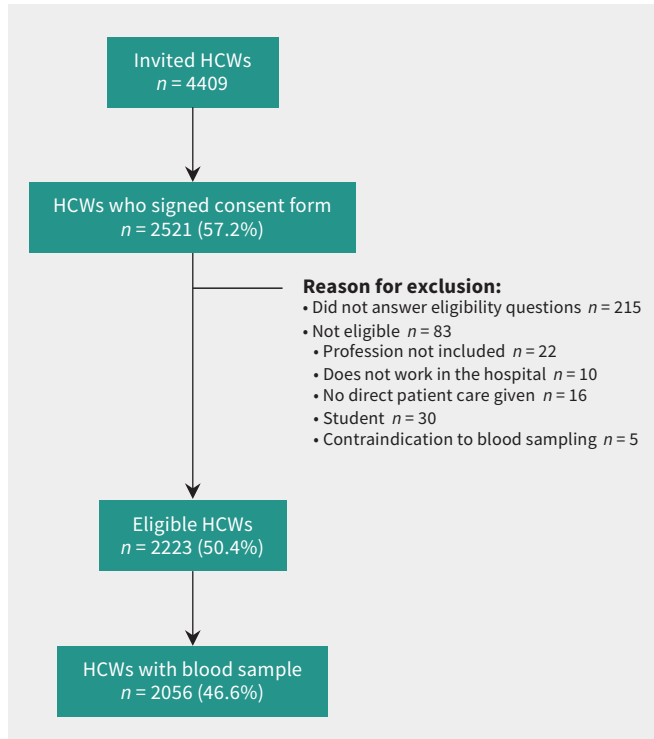 Invited HCWs
n = 4409
HCWs who signed consent form
n = 2521 (57.2%)
Reason for exclusion:
• Did not answer eligibility questions n = 215
• Not eligible n = 83
• Profession not included n = 22
• Does not work in the hospital n = 10
• No direct patient care given n = 16
• Student n = 30
• Contraindication to blood sampling n = 5
Eligible HCWs
n = 2223 (50.4%)
HCWs with blood sample
n = 2056 (46.6%)